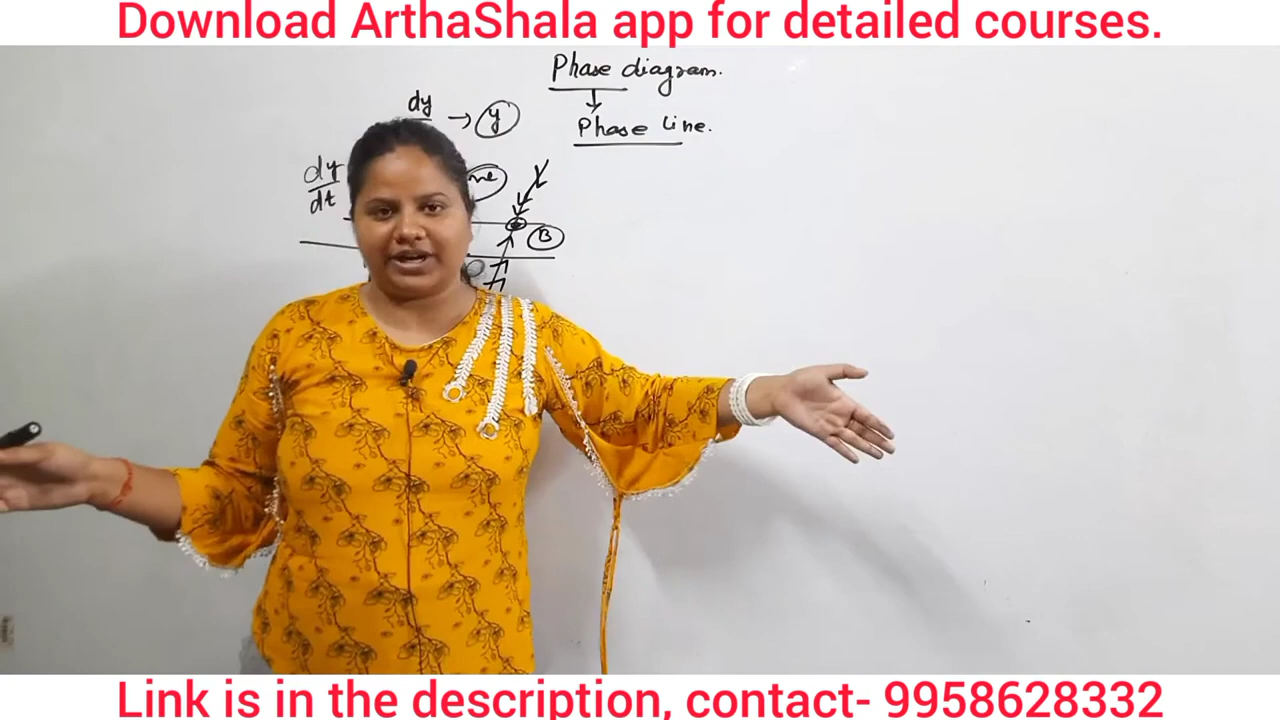 Download ArthaShala app for detailed courses.
Phase diagram.
↓
Phase line.
dy → y
dy
dt
B
Link is in the description, contact- 9958628332